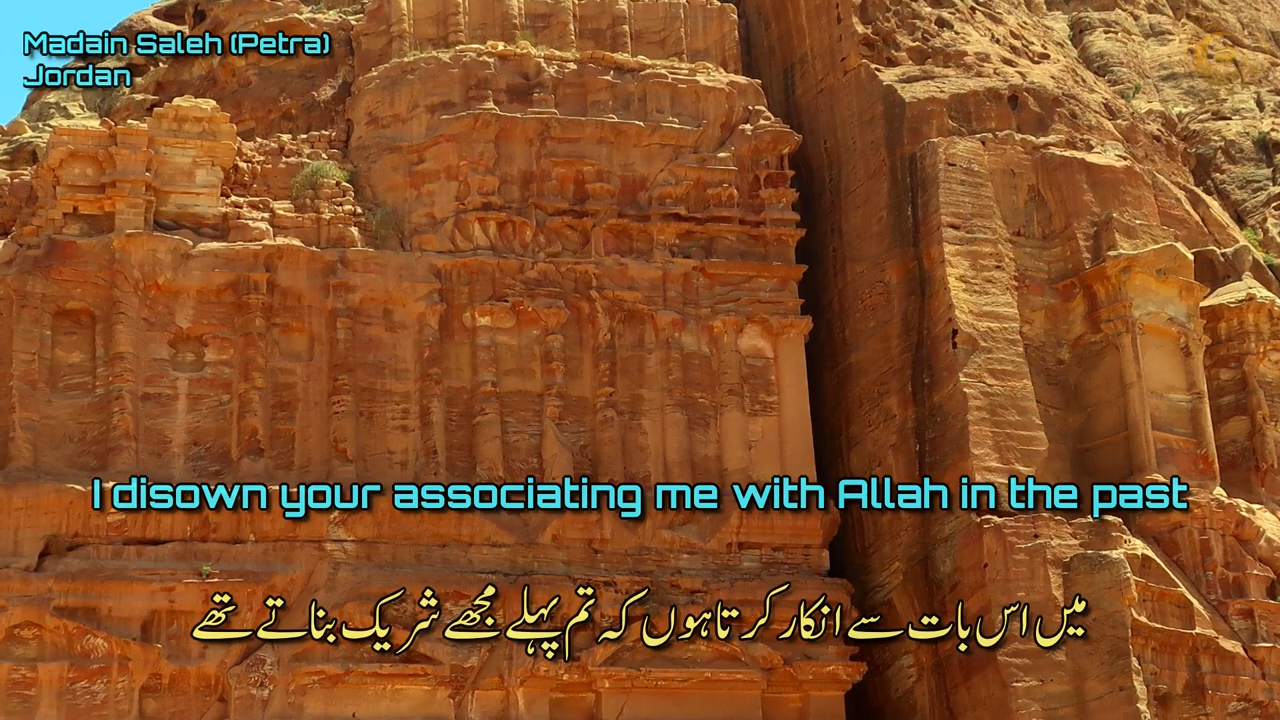 Madain Saleh (Petra)
Jordan
I disown your associating me with Allah in the past
میں اس بات سے انکار کرتا ہوں کہ تم پہلے مجھے شریک بناتے تھے